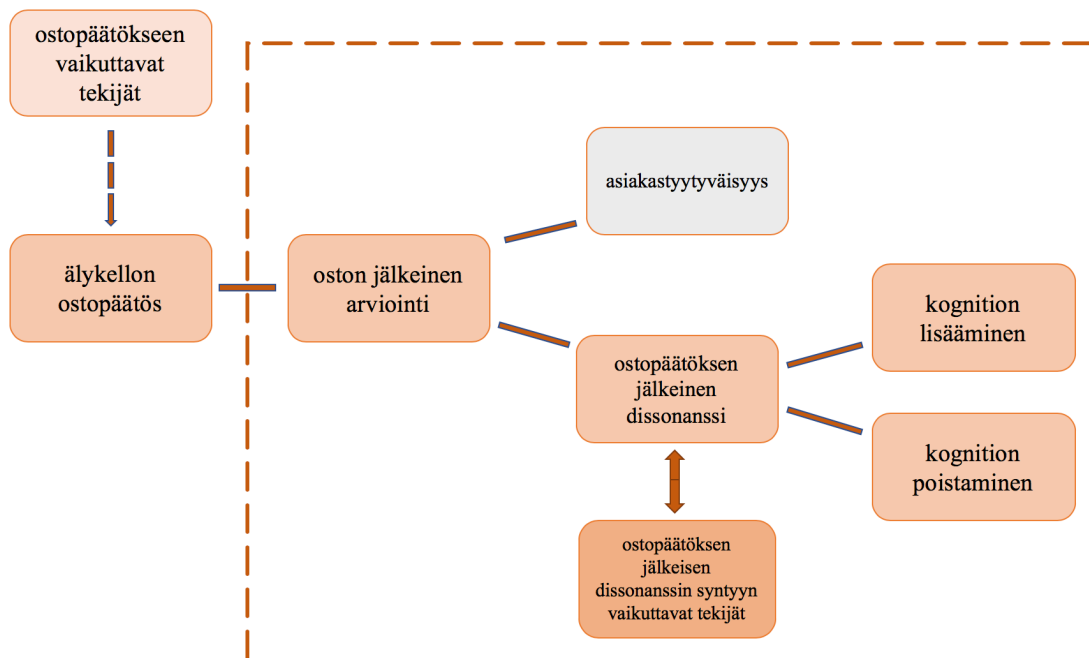 ostopäätökseen
vaikuttavat
tekijät
älykellon
ostopäätös
oston jälkeinen
arviointi
asiakastyytyväisyys
ostopäätöksen
jälkeinen
dissonanssi
kognition
lisääminen
kognition
poistaminen
ostopäätöksen
jälkeisen
dissonanssin syntyyn
vaikuttavat tekijät